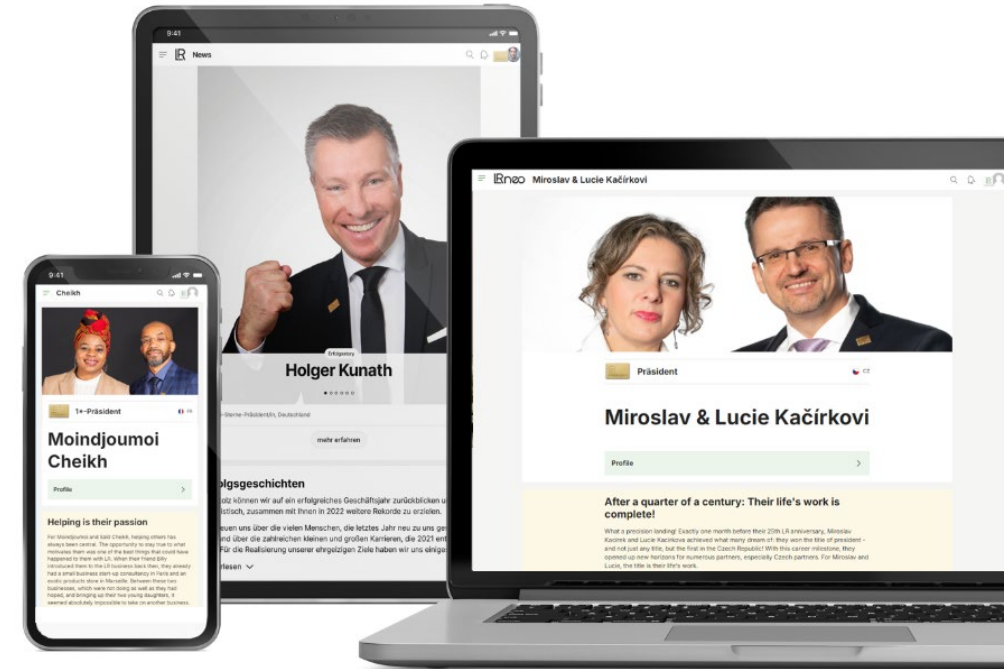 9:41
LR News
Erfolgsstory
Holger Kunath
-Sterne-Präsident/in, Deutschland
mehr erfahren
olgsgeschichten
olz können wir auf ein erfolgreiches Geschäftsjahr zurückblicken u
istisch, zusammen mit Ihnen in 2022 weitere Rekorde zu erzielen.
euen uns über die vielen Menschen, die letztes Jahr neu zu uns ge
nd über die zahlreichen kleinen und großen Karrieren, die 2021 ent
Für die Realisierung unserer ehrgeizigen Ziele haben wir uns einige
rlesen
9:41
Cheikh
1*-Präsident
FR
Moindjoumoi
Cheikh
Profile
Helping is their passion
For Moindjoumoi and Saïd Cheikh, helping others has
always been central. The opportunity to stay true to what
motivates them was one of the best things that could have
happened to them with LR. When their friend Billy
introduced them to the LR business back then, they already
had a small business start-up consultancy in Paris and an
exotic products store in Marseille. Between these two
businesses, which were not doing as well as they had
hoped, and bringing up their two young daughters, it
seemed absolutely impossible to take on another business.
LRneo Miroslav & Lucie Kačírkovi
Präsident
CZ
Miroslav & Lucie Kačírkovi
Profile
After a quarter of a century: Their life's work is
complete!
What a precision landing! Exactly one month before their 25th LR anniversary, Miroslav
Kacirek and Lucie Kacirkova achieved what many dream of: they won the title of president -
and not just any title, but the first in the Czech Republic! With this career milestone, they
opened up new horizons for numerous partners, especially Czech partners. For Miroslav and
Lucie, the title is their life's work.